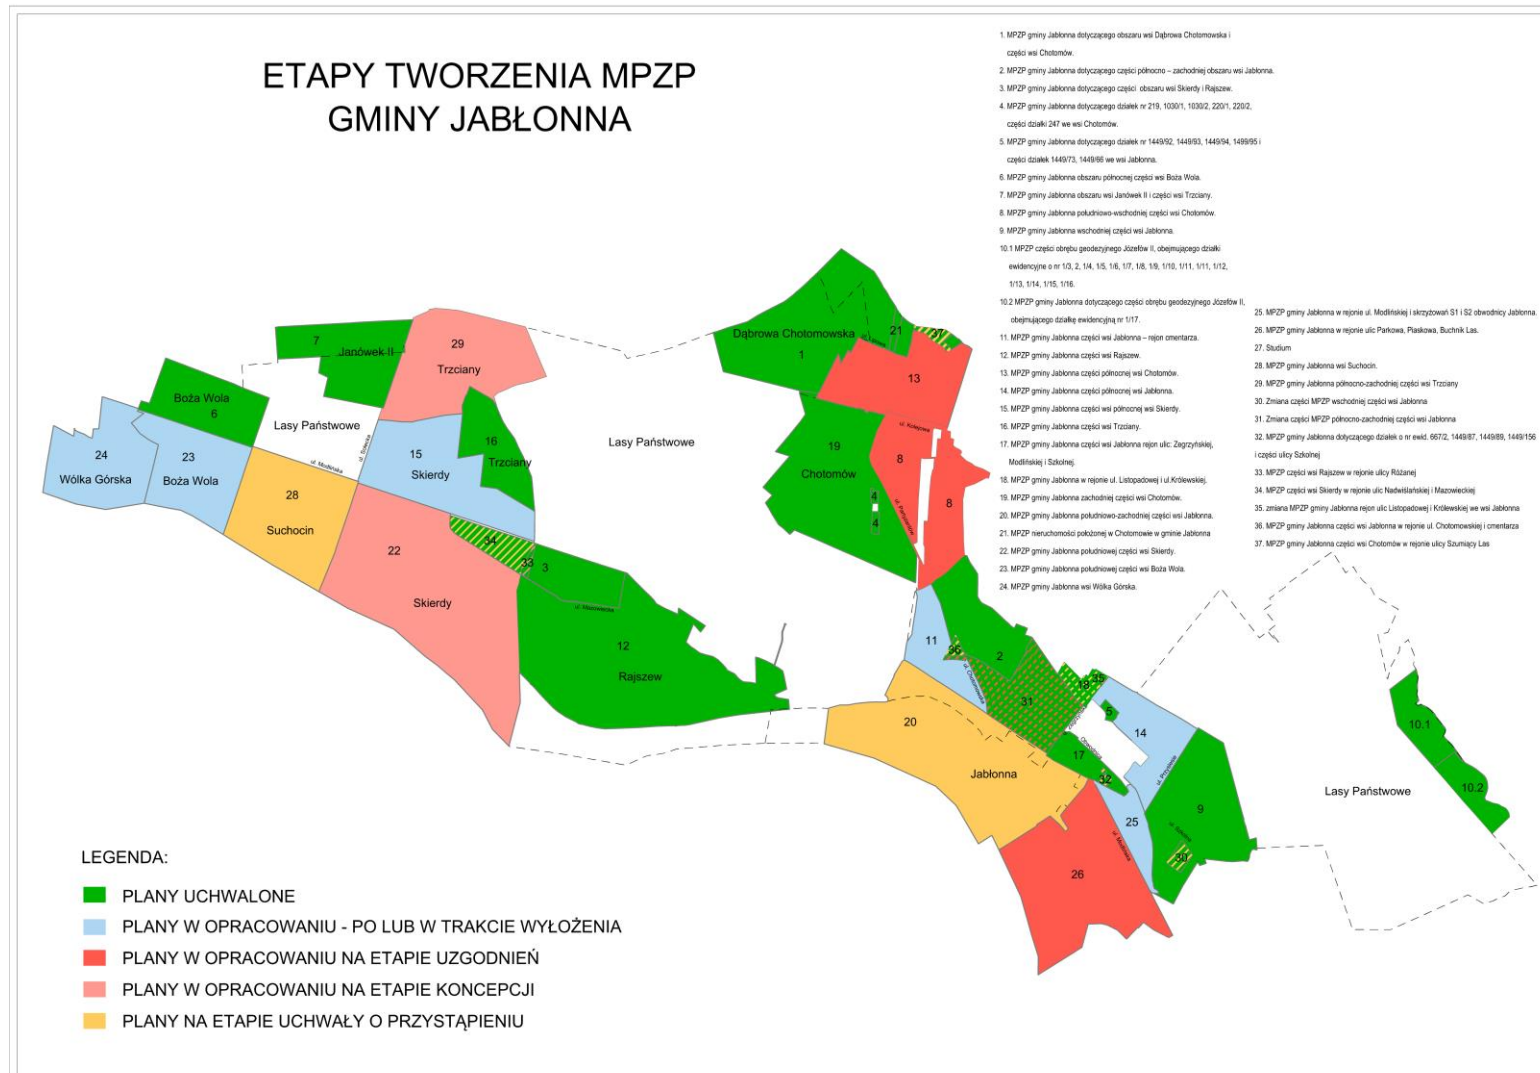 ETAPY TWORZENIA MPZP
GMINY JABŁONNA
1. MPZP gminy Jabłonna dotyczącego obszaru wsi Dąbrowa Chotomowska i
części wsi Chotomów.
2. MPZP gminy Jabłonna dotyczącego części północno – zachodniej obszaru wsi Jabłonna.
3. MPZP gminy Jabłonna dotyczącego części obszaru wsi Skierdy i Rajszew.
4. MPZP gminy Jabłonna dotyczącego działek nr 219, 1030/1, 1030/2, 220/1, 220/2,
części działki 247 we wsi Chotomów.
5. MPZP gminy Jabłonna dotyczącego działek nr 1449/92, 1449/93, 1449/94, 1499/95 i
części działek 1449/73, 1449/66 we wsi Jabłonna.
6. MPZP gminy Jabłonna obszaru północnej części wsi Boża Wola.
7. MPZP gminy Jabłonna obszaru wsi Janówek II i części wsi Trzciany.
8. MPZP gminy Jabłonna południowo-wschodniej części wsi Chotomów.
9. MPZP gminy Jabłonna wschodniej części wsi Jabłonna.
10.1 MPZP części obrębu geodezyjnego Józefów II, obejmującego działki
ewidencyjne o nr 1/3, 2, 1/4, 1/5, 1/6, 1/7, 1/8, 1/9, 1/10, 1/11, 1/11, 1/12,
1/13, 1/14, 1/15, 1/16.
10.2 MPZP gminy Jabłonna dotyczącego części obrębu geodezyjnego Józefów II,
obejmującego działkę ewidencyjną nr 1/17.
11. MPZP gminy Jabłonna części wsi Jabłonna – rejon cmentarza.
12. MPZP gminy Jabłonna części wsi Rajszew.
13. MPZP gminy Jabłonna części północnej wsi Chotomów.
14. MPZP gminy Jabłonna części północnej wsi Jabłonna.
15. MPZP gminy Jabłonna części wsi północnej wsi Skierdy.
16. MPZP gminy Jabłonna części wsi Trzciany.
17. MPZP gminy Jabłonna części wsi Jabłonna rejon ulic: Zegrzyńskiej,
Modlińskiej i Szkolnej.
18. MPZP gminy Jabłonna w rejonie ul. Listopadowej i ul.Królewskiej.
19. MPZP gminy Jabłonna zachodniej części wsi Chotomów.
20. MPZP gminy Jabłonna południowo-zachodniej części wsi Jabłonna.
21. MPZP nieruchomości położonej w Chotomowie w gminie Jabłonna
22. MPZP gminy Jabłonna południowej części wsi Skierdy.
23. MPZP gminy Jabłonna południowej części wsi Boża Wola.
24. MPZP gminy Jabłonna wsi Wólka Górska.
25. MPZP gminy Jabłonna w rejonie ul. Modlińskiej i skrzyżowań S1 i S2 obwodnicy Jabłonna.
26. MPZP gminy Jabłonna w rejonie ulic Parkowa, Piaskowa, Buchnik Las.
27. Studium
28. MPZP gminy Jabłonna wsi Suchocin.
29. MPZP gminy Jabłonna północno-zachodniej części wsi Trzciany
30. Zmiana części MPZP wschodniej części wsi Jabłonna
31. Zmiana części MPZP północno-zachodniej części wsi Jabłonna
32. MPZP gminy Jabłonna dotyczącego działek o nr ewid. 667/2, 1449/87, 1449/89, 1449/156
i części ulicy Szkolnej
33. MPZP części wsi Rajszew w rejonie ulicy Różanej
34. MPZP części wsi Skierdy w rejonie ulic Nadwiślańskiej i Mazowieckiej
35. zmiana MPZP gminy Jabłonna rejon ulic Listopadowej i Królewskiej we wsi Jabłonna
36. MPZP gminy Jabłonna części wsi Jabłonna w rejonie ul. Chotomowskiej i cmentarza
37. MPZP gminy Jabłonna części wsi Chotomów w rejonie ulicy Szumiący Las
7
Janówek II
29
Trzciany
Dąbrowa Chotomowska
1
21
37
13
Boża Wola
6
Lasy Państwowe
Lasy Państwowe
16
Trzciany
19
Chotomów
ul. Kolejowa
8
8
ul. Partyzantów
4
4
24
Wólka Górska
23
Boża Wola
15
Skierdy
ul. Modlińska
28
Suchocin
22
Skierdy
34
33
3
ul. Mazowiecka
12
Rajszew
11
36
2
ul. Chotomowska
31
18
35
5
14
20
Jabłonna
17
32
ul. Przylesie
25
ul. Modlińska
9
ul. Szkolna
30
26
10.1
10.2
Lasy Państwowe
LEGENDA:
PLANY UCHWALONE
PLANY W OPRACOWANIU - PO LUB W TRAKCIE WYŁOŻENIA
PLANY W OPRACOWANIU NA ETAPIE UZGODNIEŃ
PLANY W OPRACOWANIU NA ETAPIE KONCEPCJI
PLANY NA ETAPIE UCHWAŁY O PRZYSTĄPIENIU